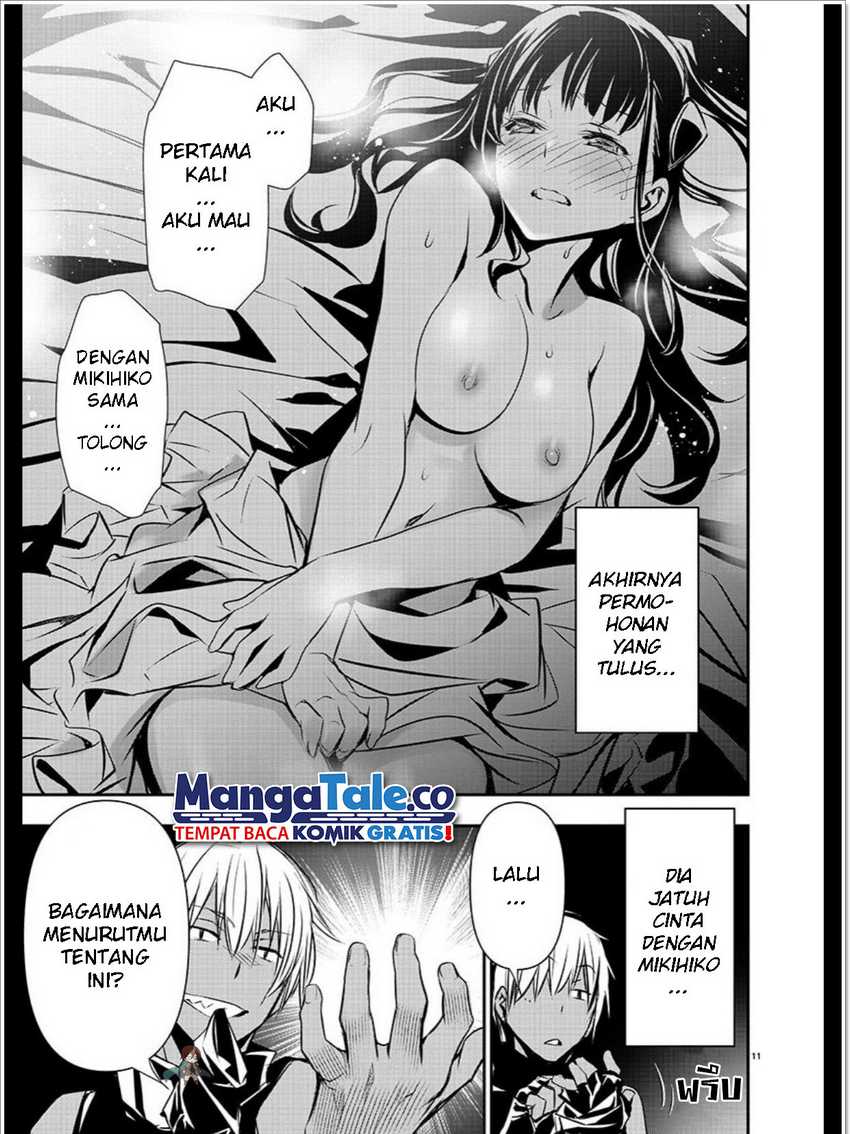 AKU
...
PERTAMA
KALI
...
AKU MAU
...
DENGAN
MIKIHIKO
SAMA
...
TOLONG
...
AKHIRNYA
PERMO-
HONAN
YANG
TULUS...
MangaTale.co
TEMPAT BACA KOMIK GRATIS!
DIA
JATUH
CINTA
DENGAN
MIKIHIKO
...
LALU
...
BAGAIMANA
MENURUTMU
TENTANG
INI?
11
พรึบ